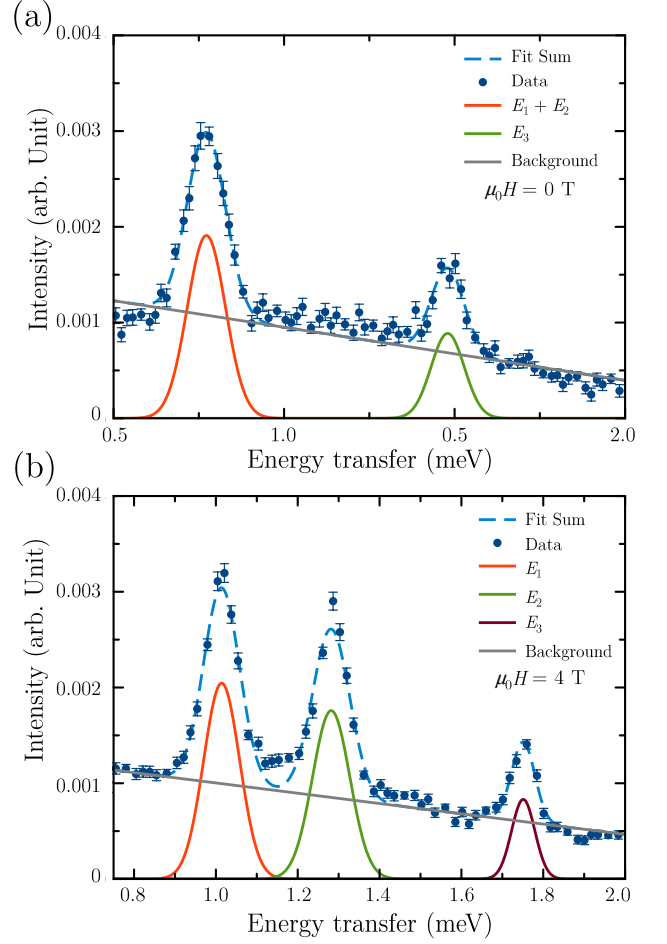 (a)
0.004
0.003
0.002
0.001
0
Intensity (arb. Unit)
Fit Sum
Data
E₁ + E₂
E₃
Background
μ₀H = 0 T
0.5
1.0
0.5
2.0
Energy transfer (meV)
(b)
0.004
0.003
0.002
0.001
0
Intensity (arb. Unit)
Fit Sum
Data
E₁
E₂
E₃
Background
μ₀H = 4 T
0.8
1.0
1.2
1.4
1.6
1.8
2.0
Energy transfer (meV)